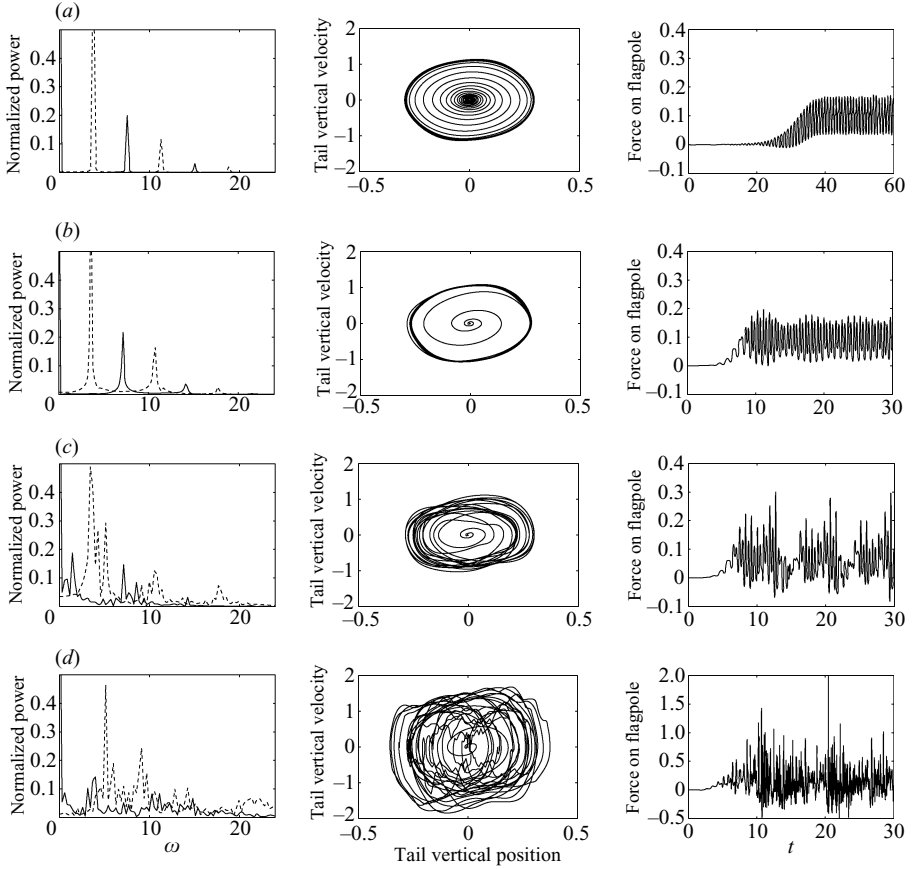 (a)
Normalized power
0.4
0.3
0.2
0.1
0 10 20
Tail vertical velocity
2
1
0
−1
−2
−0.5 0 0.5
Force on flagpole
0.4
0.3
0.2
0.1
0
−0.1
0 20 40 60
(b)
Normalized power
0.4
0.3
0.2
0.1
0 10 20
Tail vertical velocity
2
1
0
−1
−2
−0.5 0 0.5
Force on flagpole
0.4
0.3
0.2
0.1
0
−0.1
0 10 20 30
(c)
Normalized power
0.4
0.3
0.2
0.1
0 10 20
Tail vertical velocity
2
1
0
−1
−2
−0.5 0 0.5
Force on flagpole
0.4
0.3
0.2
0.1
0
−0.1
0 10 20 30
(d)
Normalized power
0.4
0.3
0.2
0.1
0 10 20
ω
Tail vertical velocity
2
1
0
−1
−2
−0.5 0 0.5
Tail vertical position
Force on flagpole
2.0
1.5
1.0
0.5
0
−0.5
0 10 20 30
t